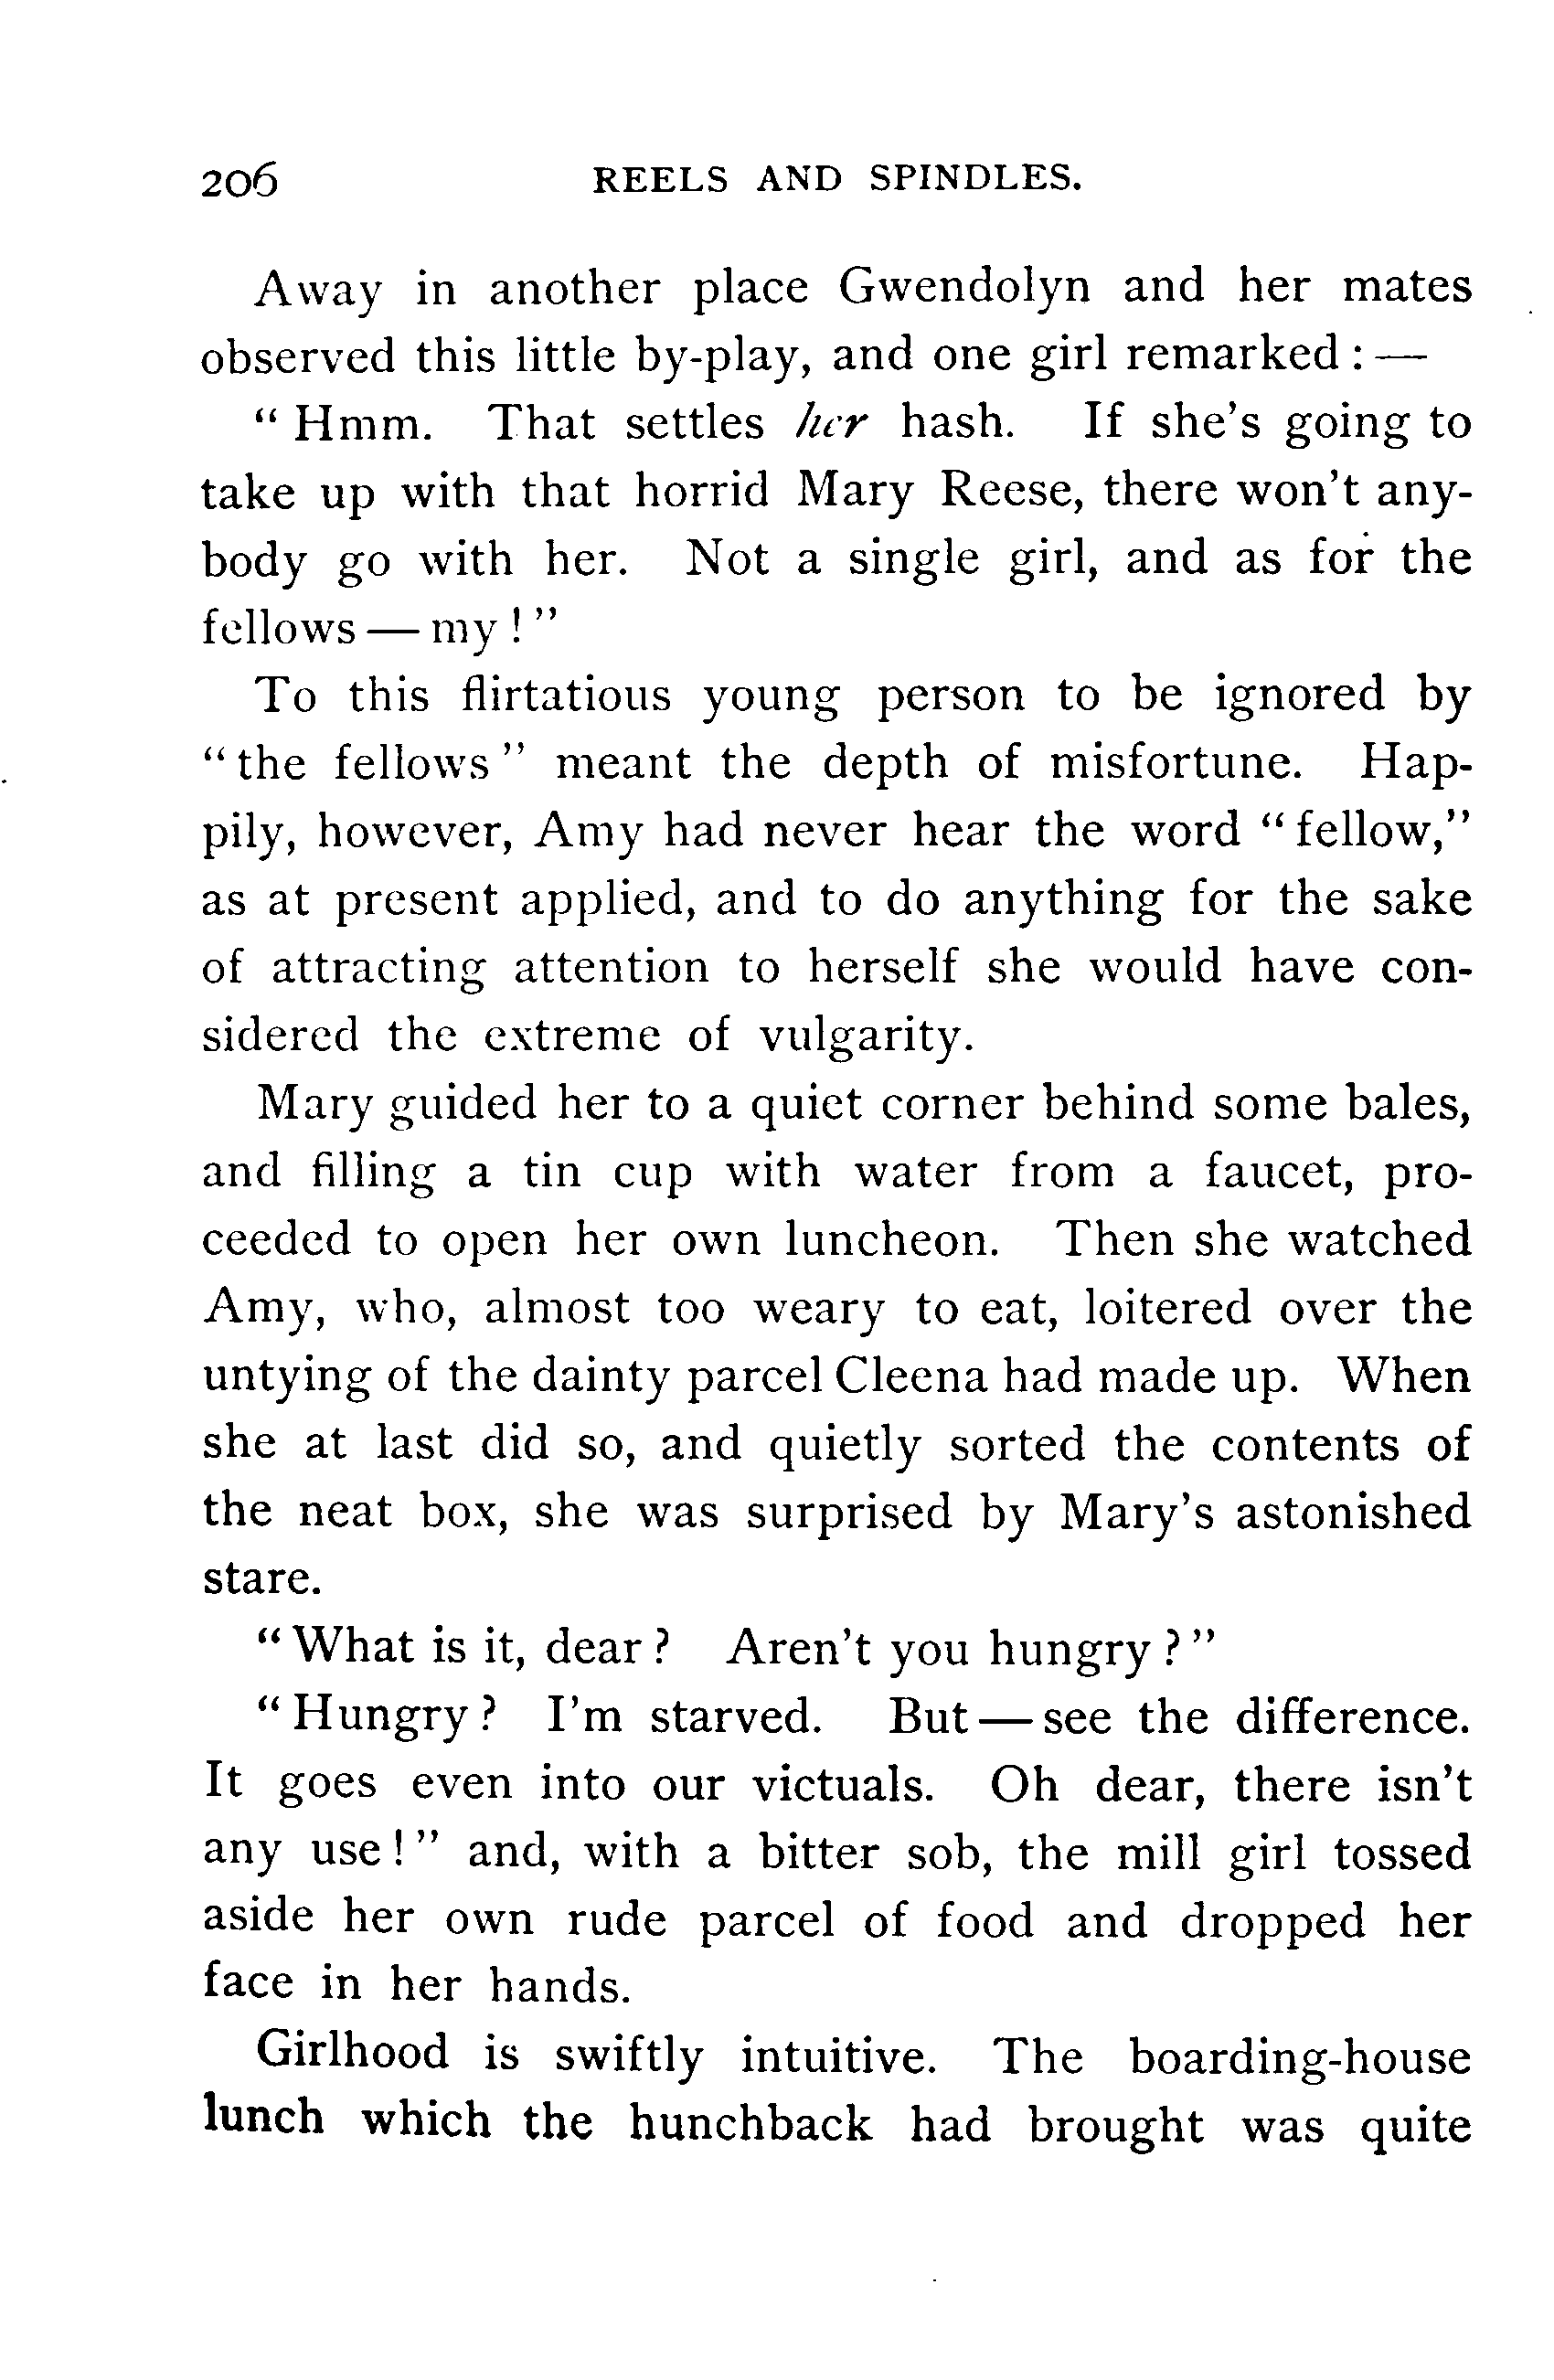 206 REELS AND SPINDLES.
Away in another place Gwendolyn and her mates
observed this little by-play, and one girl remarked : —
“ Hmm. That settles her hash. If she’s going to
take up with that horrid Mary Reese, there won’t any-
body go with her. Not a single girl, and as for the
fellows — my ! ”
To this flirtatious young person to be ignored by
“ the fellows ” meant the depth of misfortune. Hap-
pily, however, Amy had never hear the word “ fellow,”
as at present applied, and to do anything for the sake
of attracting attention to herself she would have con-
sidered the extreme of vulgarity.
Mary guided her to a quiet corner behind some bales,
and filling a tin cup with water from a faucet, pro-
ceeded to open her own luncheon. Then she watched
Amy, who, almost too weary to eat, loitered over the
untying of the dainty parcel Cleena had made up. When
she at last did so, and quietly sorted the contents of
the neat box, she was surprised by Mary’s astonished
stare.
“ What is it, dear ? Aren’t you hungry ? ”
“ Hungry ? I’m starved. But — see the difference.
It goes even into our victuals. Oh dear, there isn’t
any use ! ” and, with a bitter sob, the mill girl tossed
aside her own rude parcel of food and dropped her
face in her hands.
Girlhood is swiftly intuitive. The boarding-house
lunch which the hunchback had brought was quite